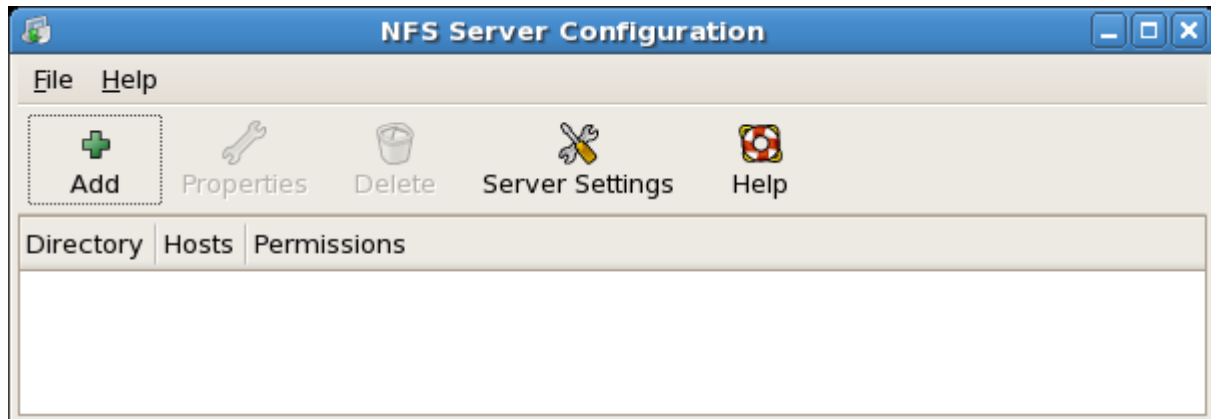 NFS Server Configuration
File Help
Add Properties Delete Server Settings Help
Directory Hosts Permissions